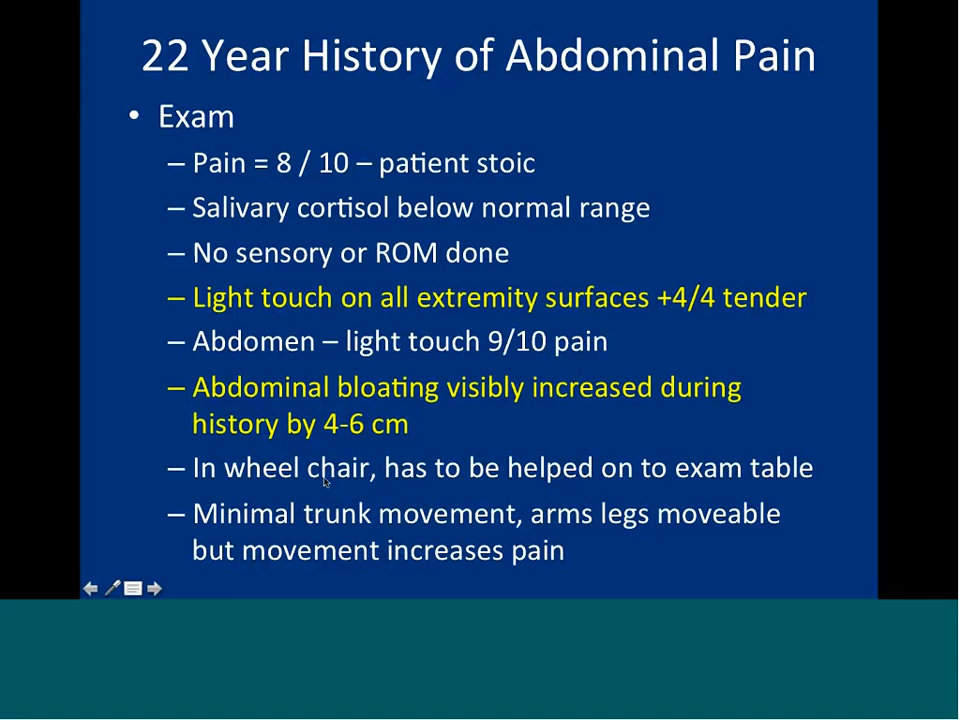 22 Year History of Abdominal Pain
• Exam
– Pain = 8 / 10 – patient stoic
– Salivary cortisol below normal range
– No sensory or ROM done
– Light touch on all extremity surfaces +4/4 tender
– Abdomen – light touch 9/10 pain
– Abdominal bloating visibly increased during
history by 4-6 cm
– In wheel chair, has to be helped on to exam table
– Minimal trunk movement, arms legs moveable
but movement increases pain